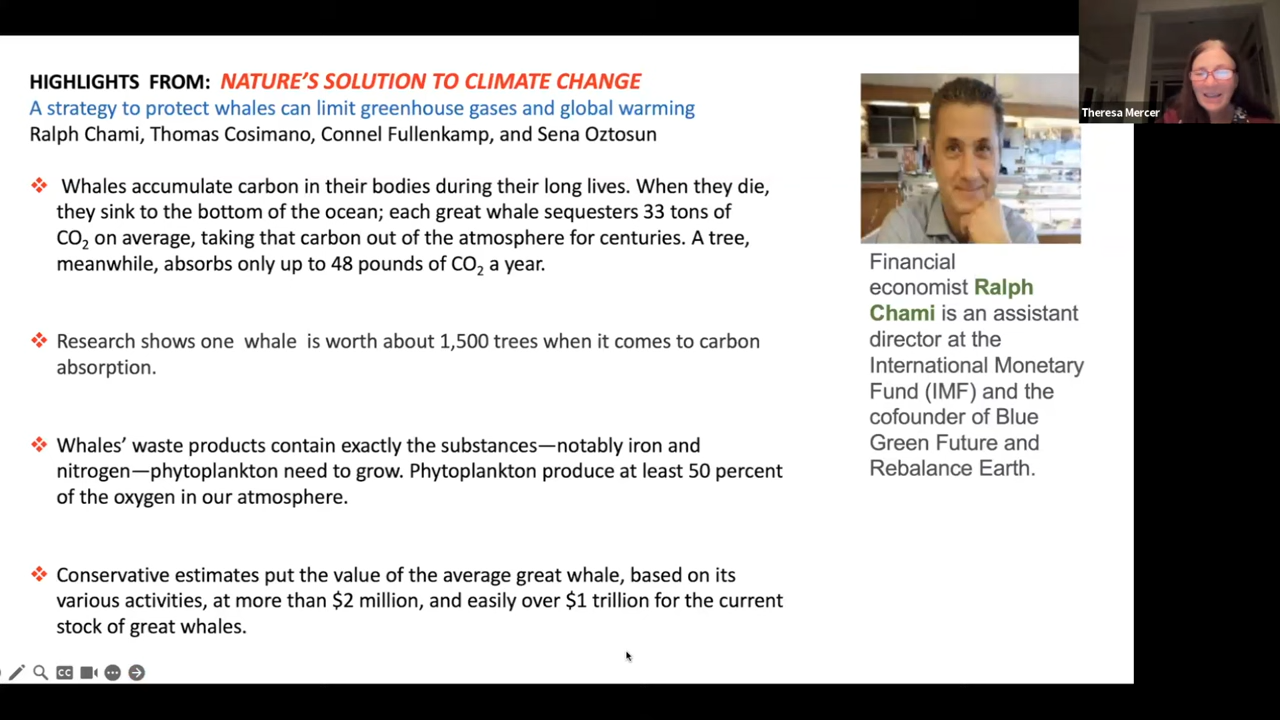 HIGHLIGHTS FROM: NATURE'S SOLUTION TO CLIMATE CHANGE
A strategy to protect whales can limit greenhouse gases and global warming
Ralph Chami, Thomas Cosimano, Connel Fullenkamp, and Sena Oztosun
❖ Whales accumulate carbon in their bodies during their long lives. When they die,
they sink to the bottom of the ocean; each great whale sequesters 33 tons of
CO₂ on average, taking that carbon out of the atmosphere for centuries. A tree,
meanwhile, absorbs only up to 48 pounds of CO₂ a year.
❖ Research shows one whale is worth about 1,500 trees when it comes to carbon
absorption.
❖ Whales' waste products contain exactly the substances—notably iron and
nitrogen—phytoplankton need to grow. Phytoplankton produce at least 50 percent
of the oxygen in our atmosphere.
❖ Conservative estimates put the value of the average great whale, based on its
various activities, at more than $2 million, and easily over $1 trillion for the current
stock of great whales.
Financial
economist Ralph
Chami is an assistant
director at the
International Monetary
Fund (IMF) and the
cofounder of Blue
Green Future and
Rebalance Earth.
Theresa Mercer
CC